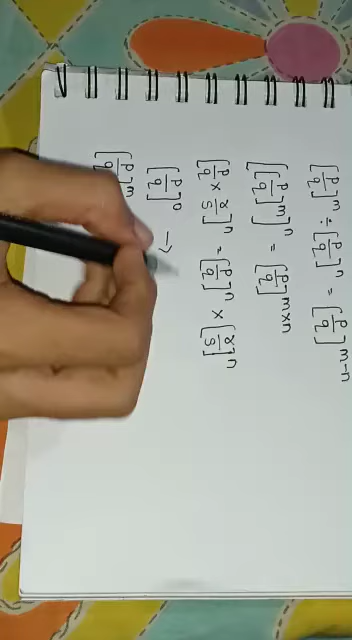 [p/q]^m ÷ [p/q]^n = [p/q]^m-n
[[p/q]^m]^n = [p/q]^m×n
[p/q × r/s]^n = [p/q]^n × [r/s]^n
[p/q]^0 →
[p/q]^m